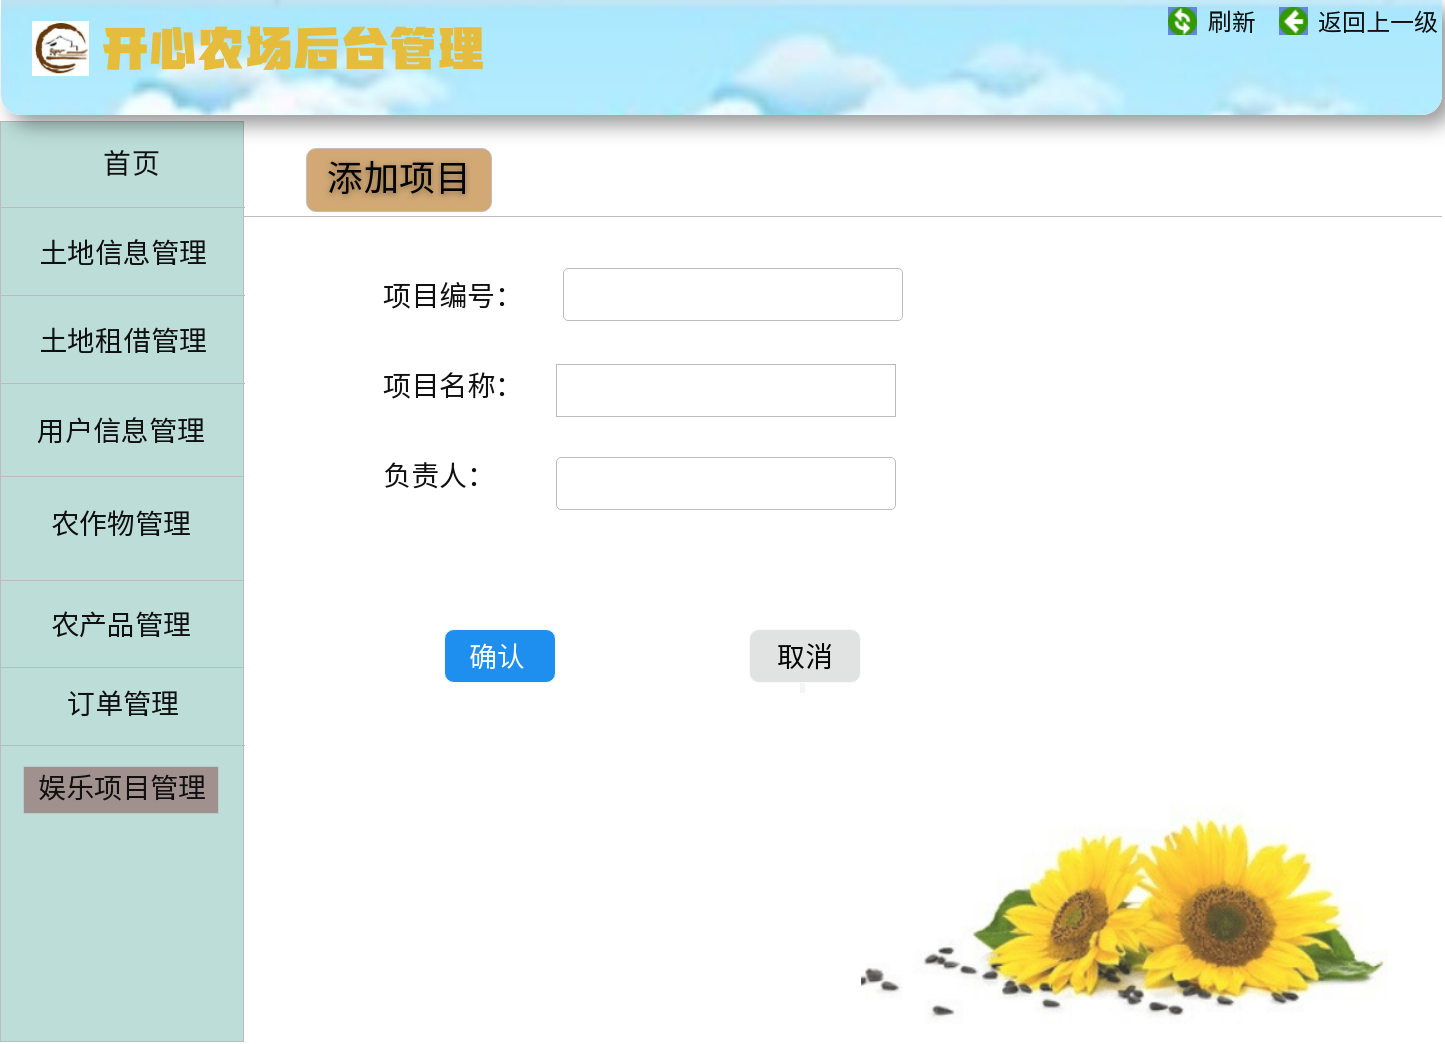 开心农场后台管理
刷新 返回上一级
首页
土地信息管理
土地租借管理
用户信息管理
农作物管理
农产品管理
订单管理
娱乐项目管理
添加项目
项目编号：
项目名称：
负责人：
确认 取消